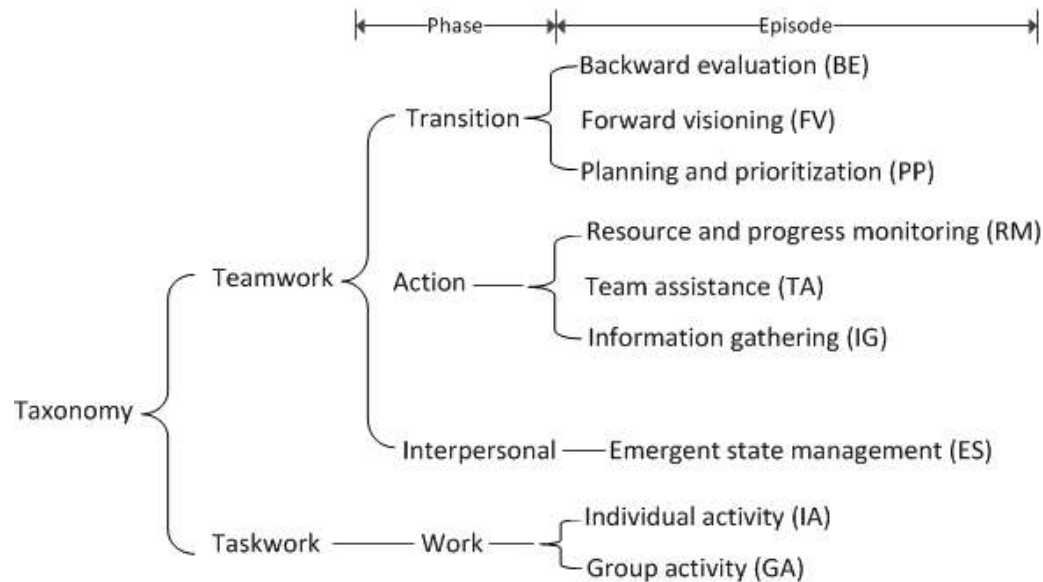 Phase Episode
Backward evaluation (BE)
Transition Forward visioning (FV)
Planning and prioritization (PP)
Resource and progress monitoring (RM)
Teamwork Action Team assistance (TA)
Information gathering (IG)
Taxonomy
Interpersonal Emergent state management (ES)
Individual activity (IA)
Taskwork Work
Group activity (GA)